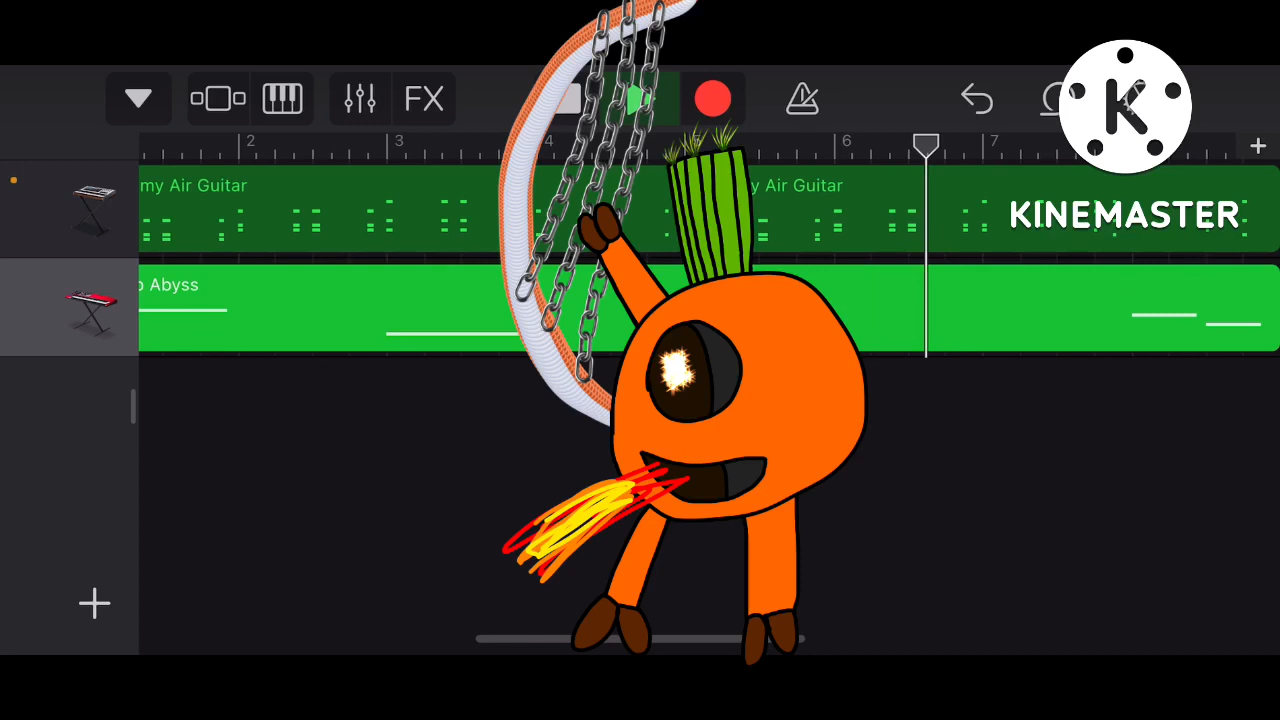 FX
2 3 4 6 7
my Air Guitar
y Air Guitar
K
KINEMASTER
o Abyss